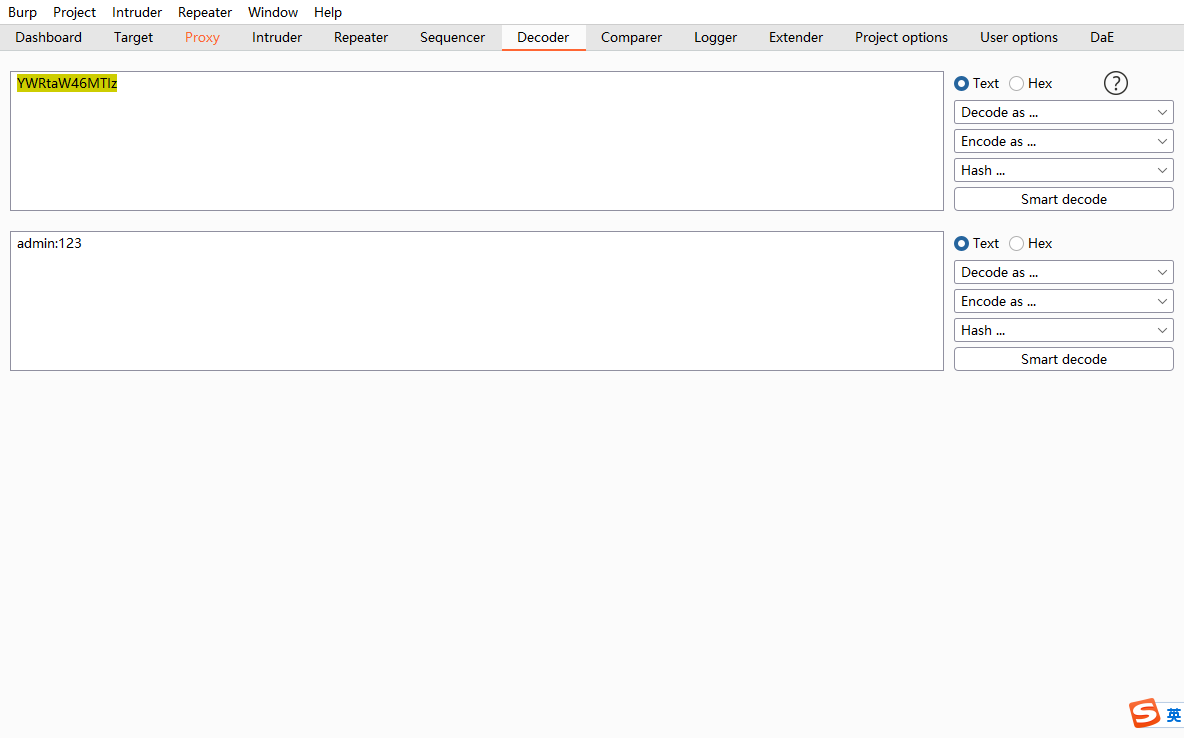 Burp Project Intruder Repeater Window Help
Dashboard Target Proxy Intruder Repeater Sequencer Decoder Comparer Logger Extender Project options User options DaE
YWRtaW46MTIz
Text Hex ?
Decode as ...
Encode as ...
Hash ...
Smart decode
admin:123
Text Hex
Decode as ...
Encode as ...
Hash ...
Smart decode
S 英